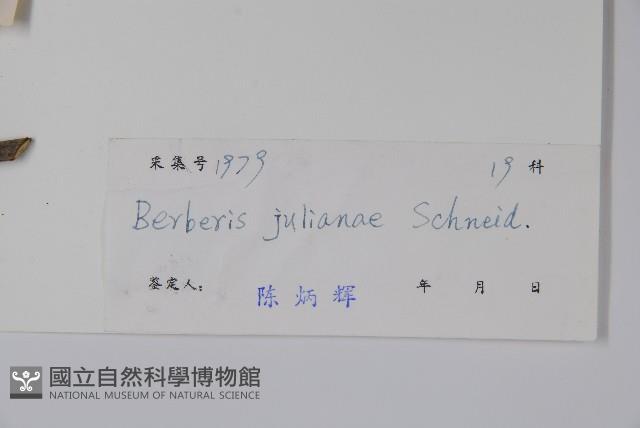 采集号 1979 19 科
Berberis julianae Schneid.
鉴定人: 陈炳辉 年 月 日
國立自然科學博物館
NATIONAL MUSEUM OF NATURAL SCIENCE